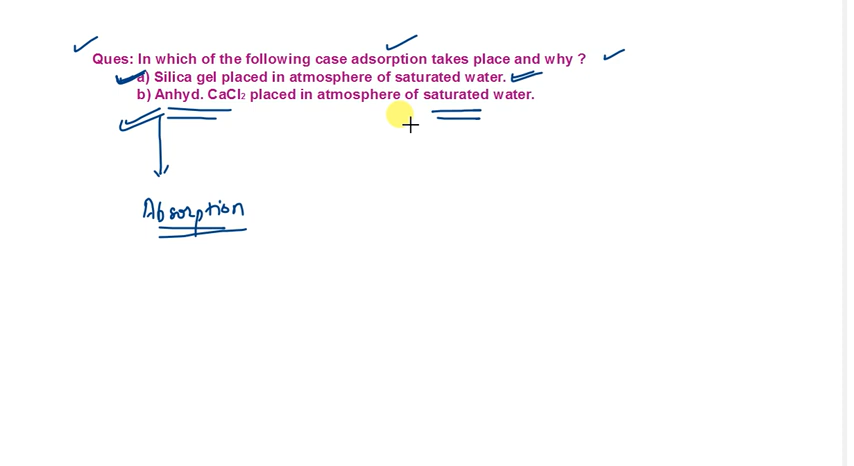 Ques: In which of the following case adsorption takes place and why ?
a) Silica gel placed in atmosphere of saturated water.
b) Anhyd. CaCl₂ placed in atmosphere of saturated water.
Absorption